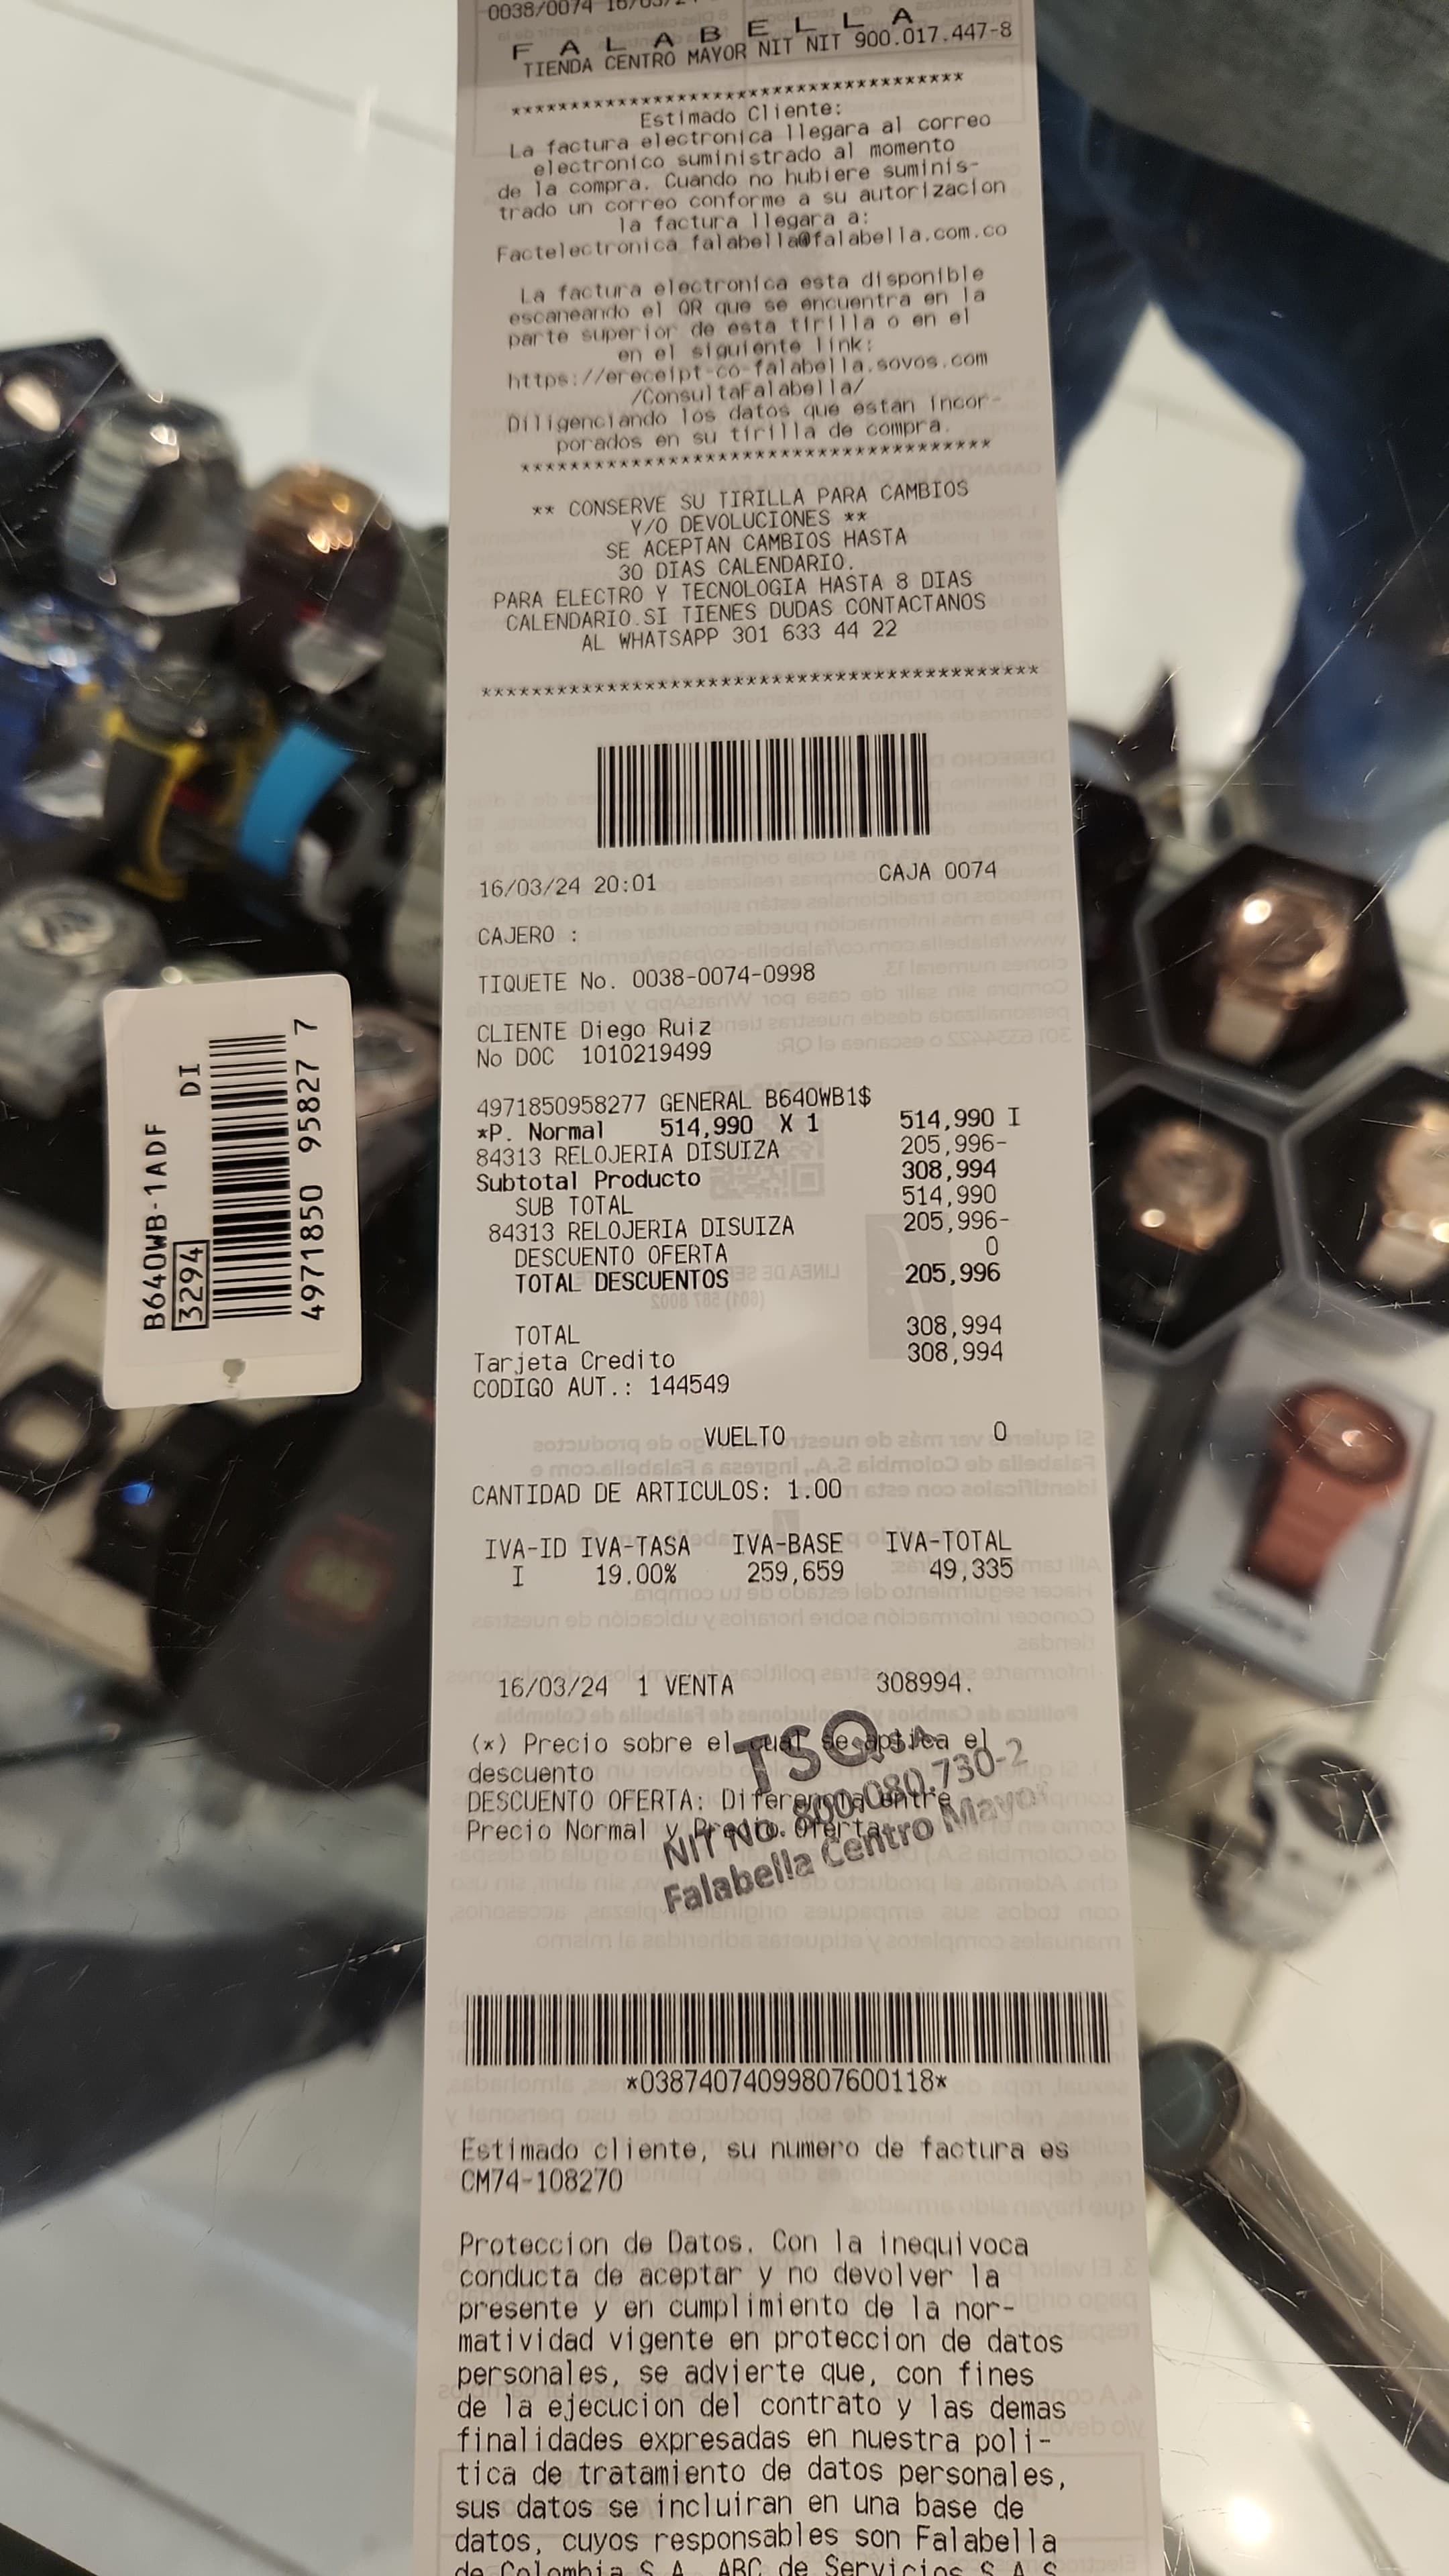 0038/0074
F A L A B E L L A
TIENDA CENTRO MAYOR NIT NIT 900.017.447-8
************************************
Estimado Cliente:
La factura electronica llegara al correo
electronico suministrado al momento
de la compra. Cuando no hubiere suminis-
trado un correo conforme a su autorizacion
la factura llegara a:
Factelectronica_falabella@falabella.com.co
La factura electronica esta disponible
escaneando el QR que se encuentra en la
parte superior de esta tirilla o en el
en el siguiente link:
https://ereceipt-co-falabella.sovos.com
/ConsultaFalabella/
Diligenciando los datos que estan incor-
porados en su tirilla de compra.
************************************
** CONSERVE SU TIRILLA PARA CAMBIOS
Y/O DEVOLUCIONES **
SE ACEPTAN CAMBIOS HASTA
30 DIAS CALENDARIO.
PARA ELECTRO Y TECNOLOGIA HASTA 8 DIAS
CALENDARIO.SI TIENES DUDAS CONTACTANOS
AL WHATSAPP 301 633 44 22
********************************************
16/03/24 20:01 CAJA 0074
CAJERO :
TIQUETE No. 0038-0074-0998
CLIENTE Diego Ruiz
No DOC 1010219499
4971850958277 GENERAL B640WB1$
*P. Normal 514,990 X 1 514,990 I
84313 RELOJERIA DISUIZA 205,996-
Subtotal Producto 308,994
SUB TOTAL 514,990
84313 RELOJERIA DISUIZA 205,996-
DESCUENTO OFERTA 0
TOTAL DESCUENTOS 205,996
TOTAL 308,994
Tarjeta Credito 308,994
CODIGO AUT.: 144549
VUELTO 0
CANTIDAD DE ARTICULOS: 1.00
IVA-ID IVA-TASA IVA-BASE IVA-TOTAL
I 19.00% 259,659 49,335
16/03/24 1 VENTA 308994.
(*) Precio sobre el cual se aplica el
descuento
DESCUENTO OFERTA: Diferencia entre
Precio Normal y Precio Oferta
TSQ S.A.
NIT No. 800.080.730-2
Falabella Centro Mayor
*03874074099807600118*
Estimado cliente, su numero de factura es
CM74-108270
Proteccion de Datos. Con la inequivoca
conducta de aceptar y no devolver la
presente y en cumplimiento de la nor-
matividad vigente en proteccion de datos
personales, se advierte que, con fines
de la ejecucion del contrato y las demas
finalidades expresadas en nuestra poli-
tica de tratamiento de datos personales,
sus datos se incluiran en una base de
datos, cuyos responsables son Falabella
de Colombia S.A, ABC de Servicios S.A.S
B640WB-1ADF
3294 DI
4971850 95827 7